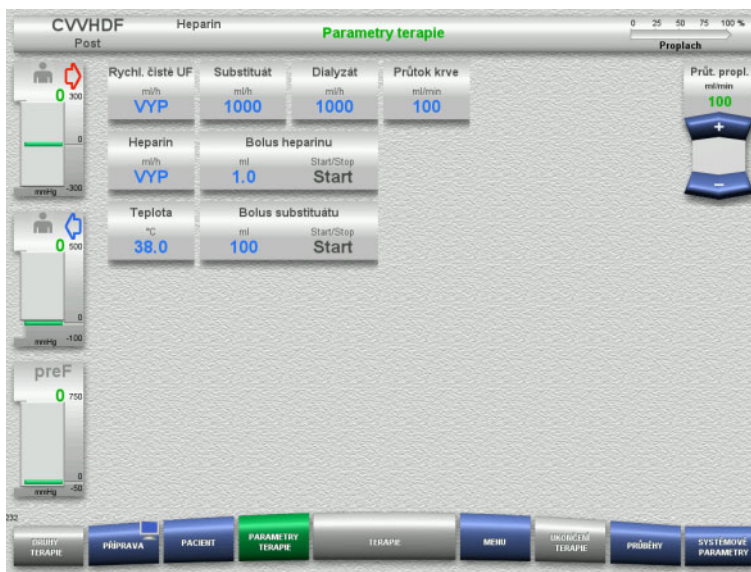 CVVHDF
Heparin
Post
Parametry terapie
0 25 50 75 100 %
Proplach
0 300
0
mmHg -300
Rychl. čisté UF
ml/h
VYP
Substituát
ml/h
1000
Dialyzát
ml/h
1000
Průtok krve
ml/min
100
Průt. propl.
ml/min
100
+
−
Heparin
ml/h
VYP
Bolus heparinu
ml Start/Stop
1.0 Start
0 500
0
mmHg -100
Teplota
°C
38.0
Bolus substituátu
ml Start/Stop
100 Start
preF
0 750
0
mmHg -50
232
DRUHY
TERAPIE
PŘÍPRAVA
PACIENT
PARAMETRY
TERAPIE
TERAPIE
MENU
UKONČENÍ
TERAPIE
PRŮBĚHY
SYSTÉMOVÉ
PARAMETRY